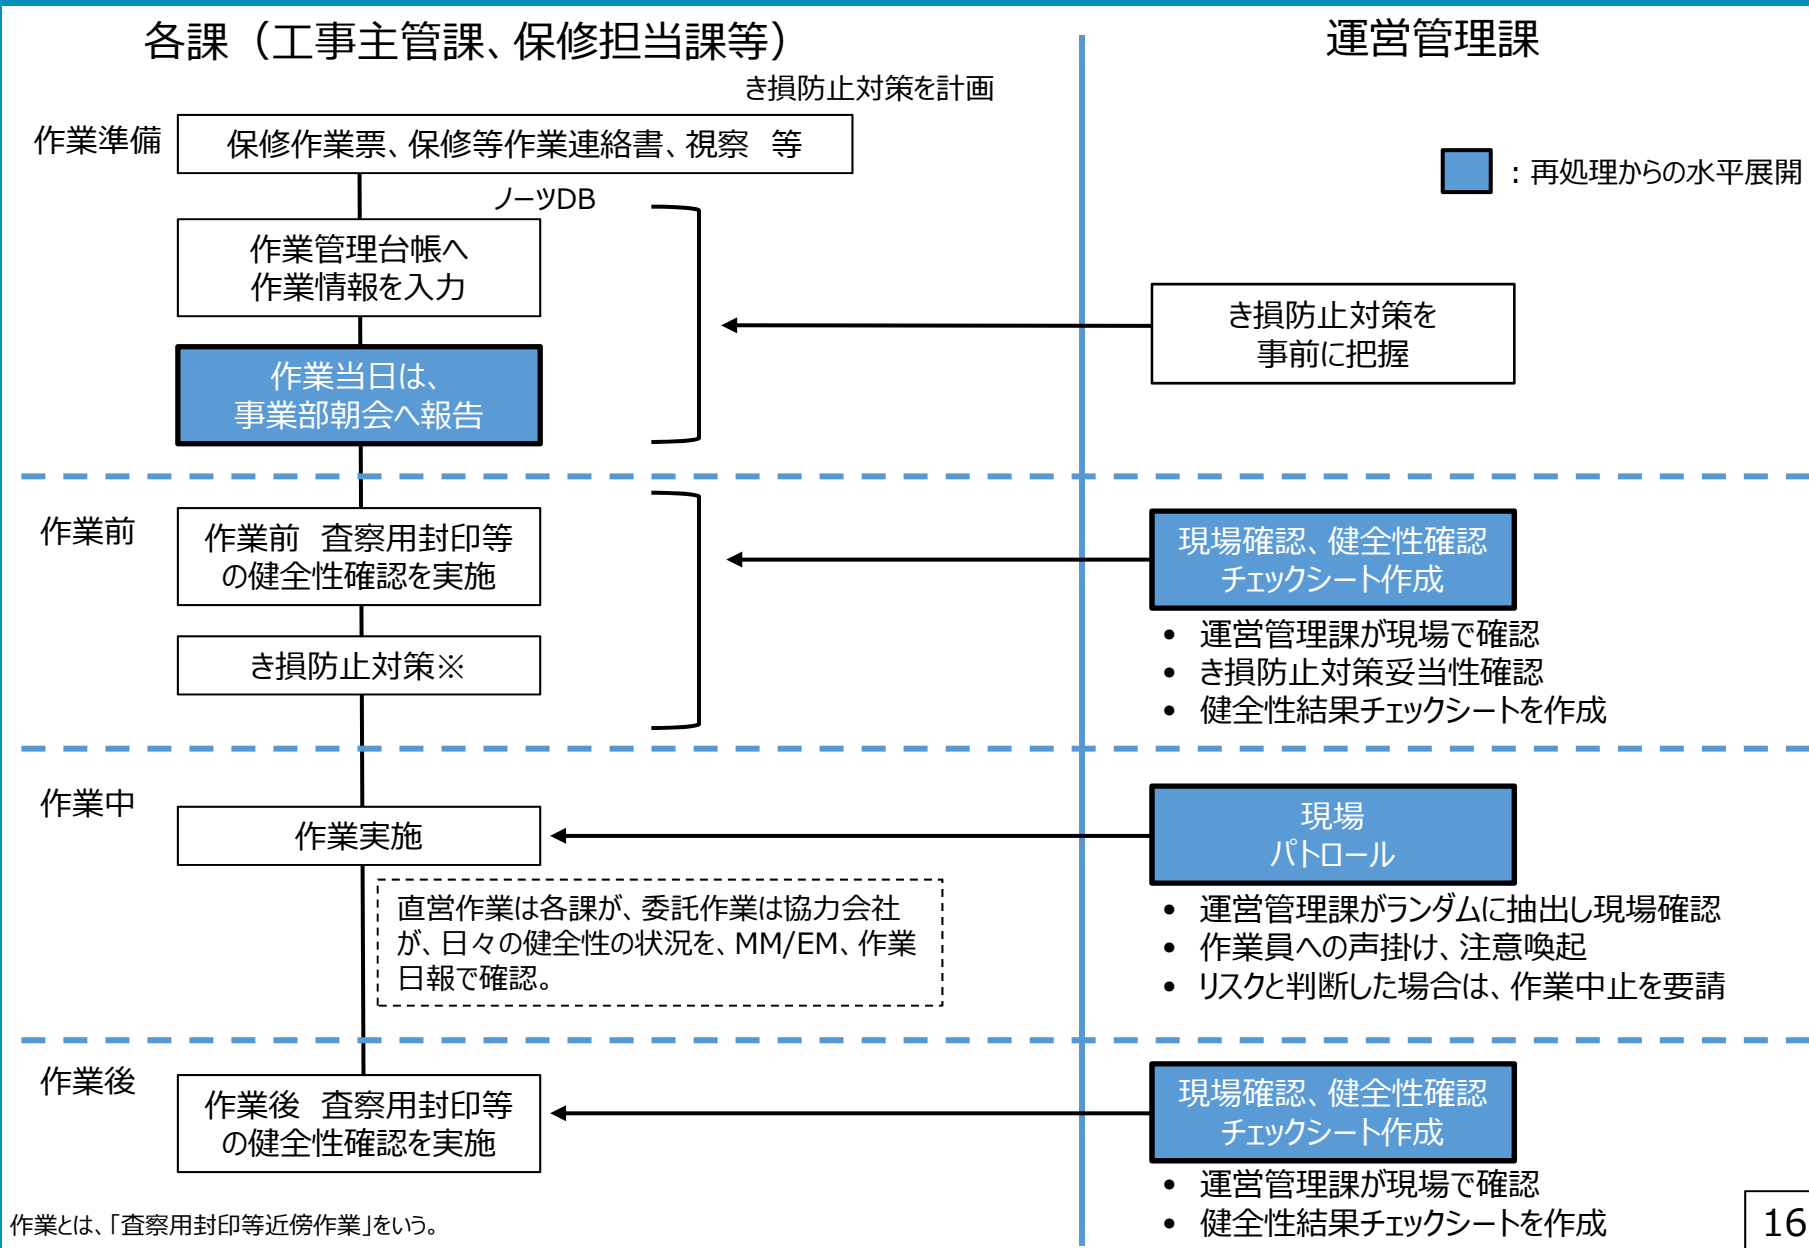 各課（工事主管課、保修担当課等）
運営管理課
き損防止対策を計画
作業準備
保修作業票、保修等作業連絡書、視察　等
：再処理からの水平展開
ノーツDB
作業管理台帳へ
作業情報を入力
き損防止対策を
事前に把握
作業当日は、
事業部朝会へ報告
作業前
作業前　査察用封印等
の健全性確認を実施
現場確認、健全性確認
チェックシート作成
• 運営管理課が現場で確認
• き損防止対策妥当性確認
• 健全性結果チェックシートを作成
き損防止対策※
作業中
作業実施
現場
パトロール
直営作業は各課が、委託作業は協力会社
が、日々の健全性の状況を、MM/EM、作業
日報で確認。
• 運営管理課がランダムに抽出し現場確認
• 作業員への声掛け、注意喚起
• リスクと判断した場合は、作業中止を要請
作業後
作業後　査察用封印等
の健全性確認を実施
現場確認、健全性確認
チェックシート作成
• 運営管理課が現場で確認
• 健全性結果チェックシートを作成
作業とは、「査察用封印等近傍作業」をいう。
16